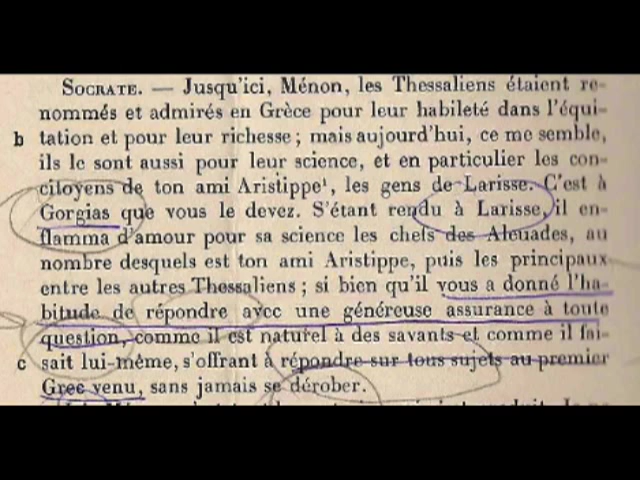 SOCRATE. — Jusqu'ici, Ménon, les Thessaliens étaient re-
nommés et admirés en Grèce pour leur habileté dans l'équi-
b tation et pour leur richesse ; mais aujourd'hui, ce me semble,
ils le sont aussi pour leur science, et en particulier les con-
citoyens de ton ami Aristippe¹, les gens de Larisse. C'est à
Gorgias que vous le devez. S'étant rendu à Larisse, il en-
flamma d'amour pour sa science les chefs des Aleuades, au
nombre desquels est ton ami Aristippe, puis les principaux
entre les autres Thessaliens ; si bien qu'il vous a donné l'ha-
bitude de répondre avec une généreuse assurance à toute
question, comme il est naturel à des savants et comme il fai-
c sait lui-même, s'offrant à répondre sur tous sujets au premier
Grec venu, sans jamais se dérober.